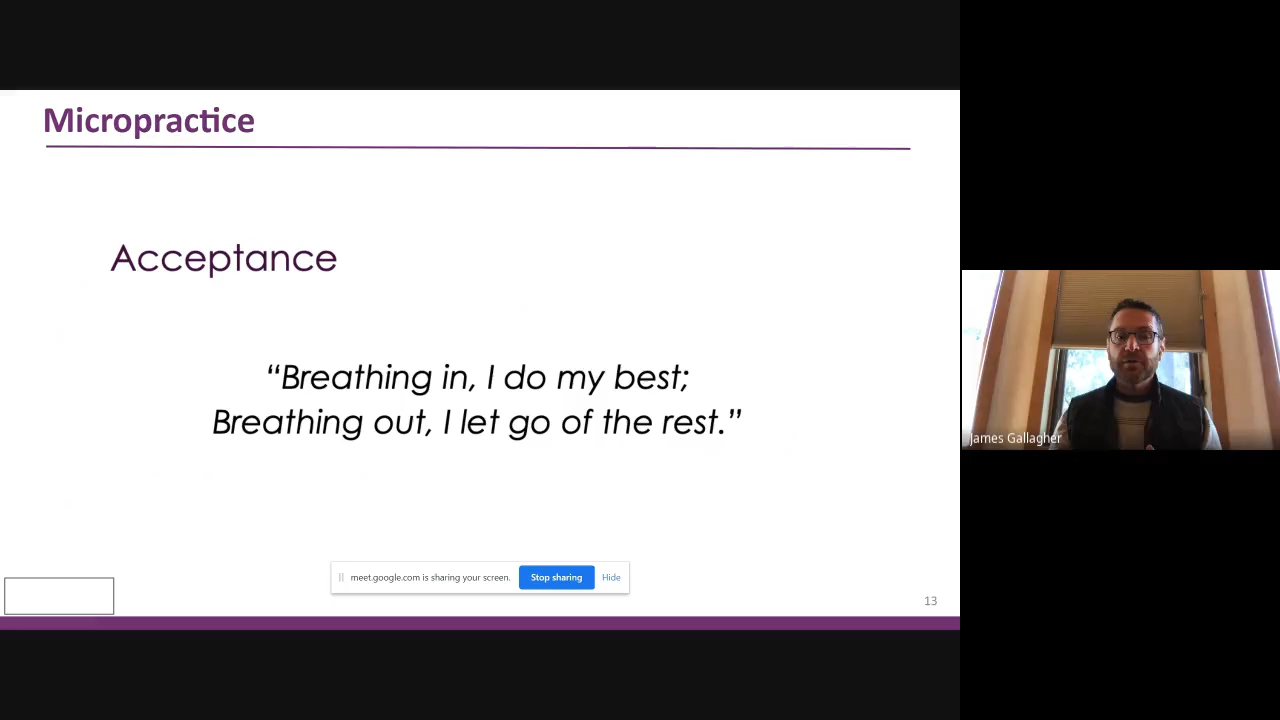 Micropractice
Acceptance
“Breathing in, I do my best;
Breathing out, I let go of the rest.”
meet.google.com is sharing your screen.
Stop sharing
Hide
13
James Gallagher